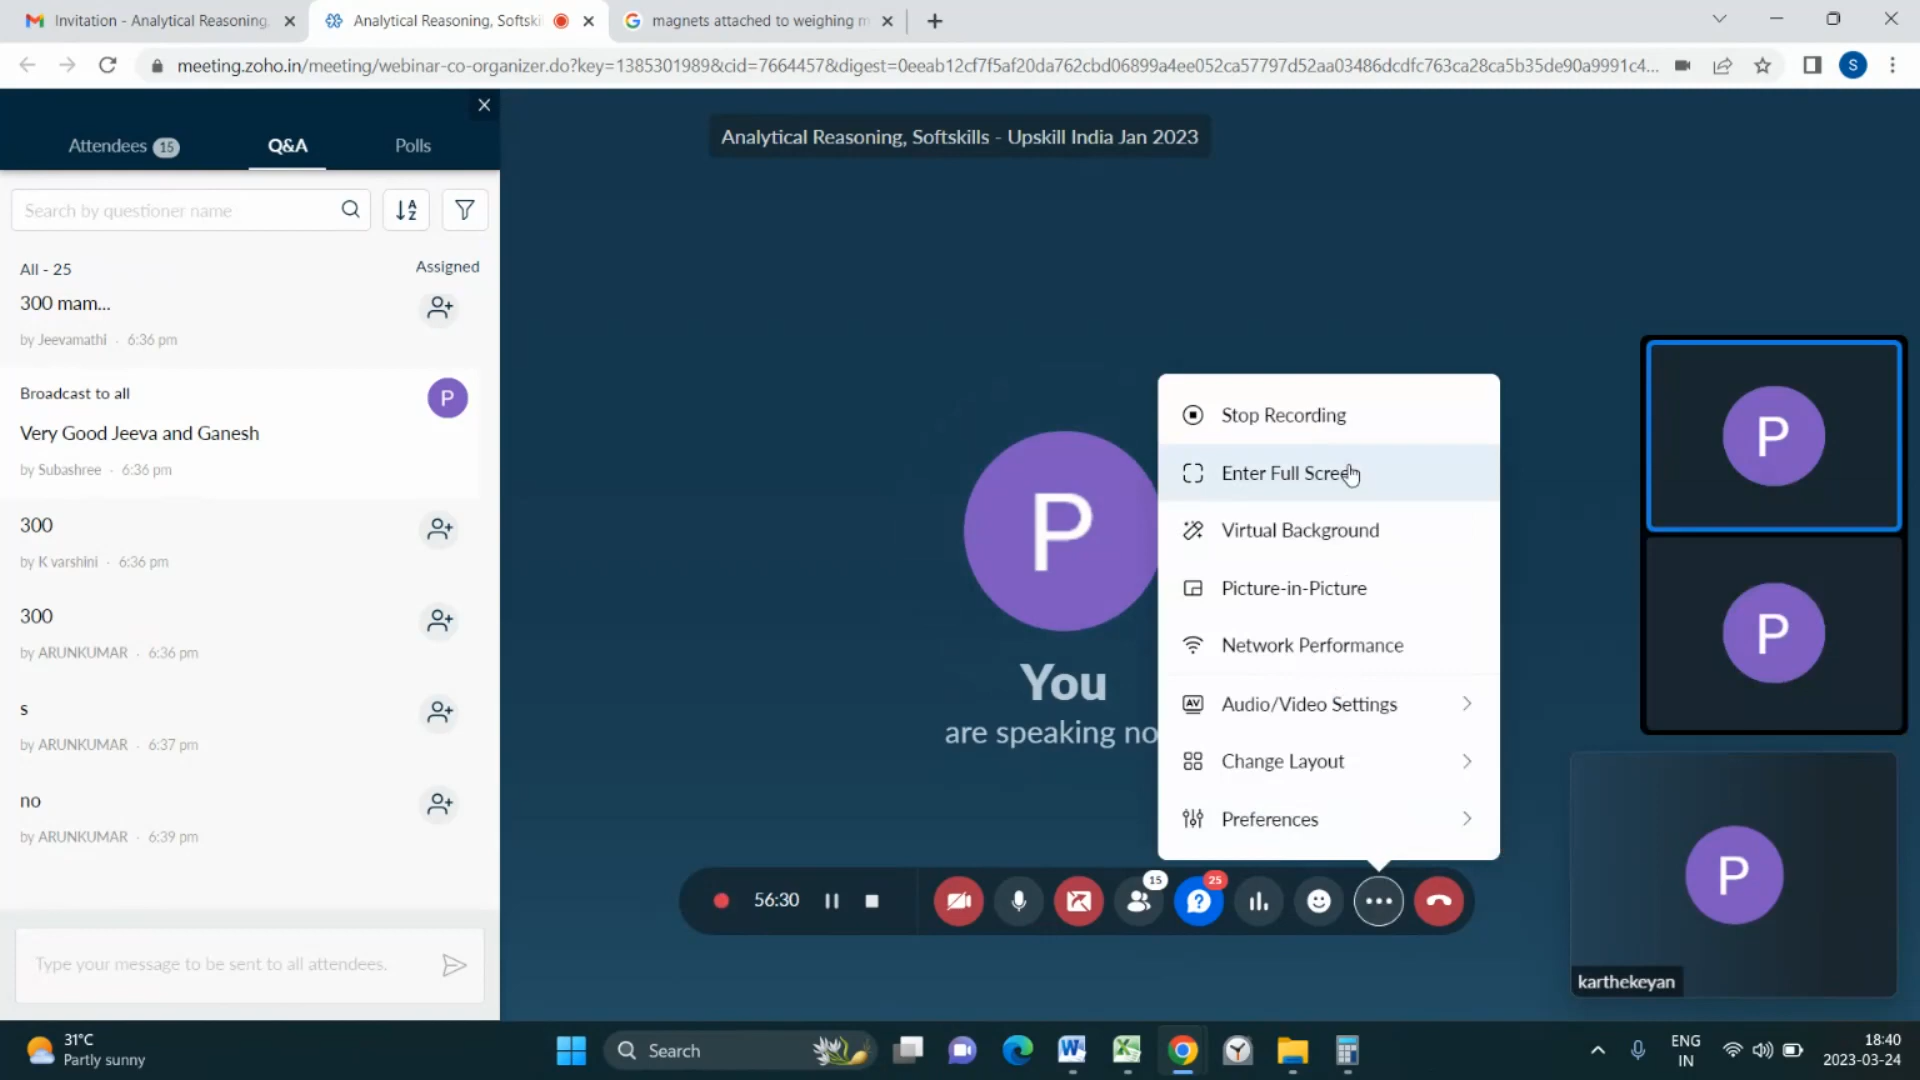 Invitation - Analytical Reasoning,
Analytical Reasoning, Softski
magnets attached to weighing m
meeting.zoho.in/meeting/webinar-co-organizer.do?key=1385301989&cid=7664457&digest=0eeab12cf7f5af20da762cbd06899a4ee052ca57797d52aa03486dcdfc763ca28ca5b35de90a9991c4...
S
Attendees 15
Q&A
Polls
Analytical Reasoning, Softskills - Upskill India Jan 2023
Search by questioner name
All - 25
Assigned
300 mam...
by Jeevamathi · 6:36 pm
Broadcast to all
P
Very Good Jeeva and Ganesh
by Subashree · 6:36 pm
300
by K varshini · 6:36 pm
300
by ARUNKUMAR · 6:36 pm
s
by ARUNKUMAR · 6:37 pm
no
by ARUNKUMAR · 6:39 pm
Type your message to be sent to all attendees.
P
You
are speaking no
Stop Recording
Enter Full Screen
Virtual Background
Picture-in-Picture
Network Performance
AV Audio/Video Settings
Change Layout
Preferences
56:30
15
25
P
P
P
karthekeyan
31°C
Partly sunny
Search
ENG
IN
18:40
2023-03-24